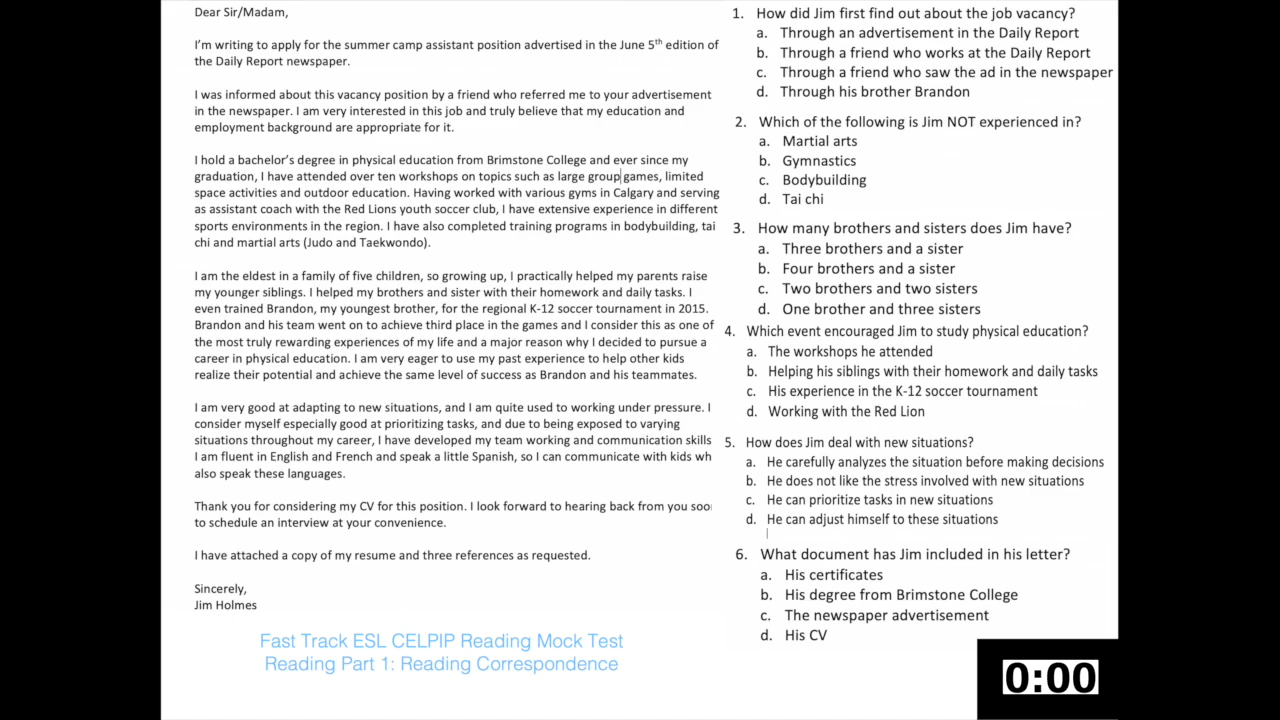 Dear Sir/Madam,
I'm writing to apply for the summer camp assistant position advertised in the June 5th edition of
the Daily Report newspaper.
I was informed about this vacancy position by a friend who referred me to your advertisement
in the newspaper. I am very interested in this job and truly believe that my education and
employment background are appropriate for it.
I hold a bachelor's degree in physical education from Brimstone College and ever since my
graduation, I have attended over ten workshops on topics such as large group games, limited
space activities and outdoor education. Having worked with various gyms in Calgary and serving
as assistant coach with the Red Lions youth soccer club, I have extensive experience in different
sports environments in the region. I have also completed training programs in bodybuilding, tai
chi and martial arts (Judo and Taekwondo).
I am the eldest in a family of five children, so growing up, I practically helped my parents raise
my younger siblings. I helped my brothers and sister with their homework and daily tasks. I
even trained Brandon, my youngest brother, for the regional K-12 soccer tournament in 2015.
Brandon and his team went on to achieve third place in the games and I consider this as one of
the most truly rewarding experiences of my life and a major reason why I decided to pursue a
career in physical education. I am very eager to use my past experience to help other kids
realize their potential and achieve the same level of success as Brandon and his teammates.
I am very good at adapting to new situations, and I am quite used to working under pressure. I
consider myself especially good at prioritizing tasks, and due to being exposed to varying
situations throughout my career, I have developed my team working and communication skills
I am fluent in English and French and speak a little Spanish, so I can communicate with kids wh
also speak these languages.
Thank you for considering my CV for this position. I look forward to hearing back from you soo
to schedule an interview at your convenience.
I have attached a copy of my resume and three references as requested.
Sincerely,
Jim Holmes
Fast Track ESL CELPIP Reading Mock Test
Reading Part 1: Reading Correspondence
1. How did Jim first find out about the job vacancy?
a. Through an advertisement in the Daily Report
b. Through a friend who works at the Daily Report
c. Through a friend who saw the ad in the newspaper
d. Through his brother Brandon
2. Which of the following is Jim NOT experienced in?
a. Martial arts
b. Gymnastics
c. Bodybuilding
d. Tai chi
3. How many brothers and sisters does Jim have?
a. Three brothers and a sister
b. Four brothers and a sister
c. Two brothers and two sisters
d. One brother and three sisters
4. Which event encouraged Jim to study physical education?
a. The workshops he attended
b. Helping his siblings with their homework and daily tasks
c. His experience in the K-12 soccer tournament
d. Working with the Red Lion
5. How does Jim deal with new situations?
a. He carefully analyzes the situation before making decisions
b. He does not like the stress involved with new situations
c. He can prioritize tasks in new situations
d. He can adjust himself to these situations
6. What document has Jim included in his letter?
a. His certificates
b. His degree from Brimstone College
c. The newspaper advertisement
d. His CV
0:00